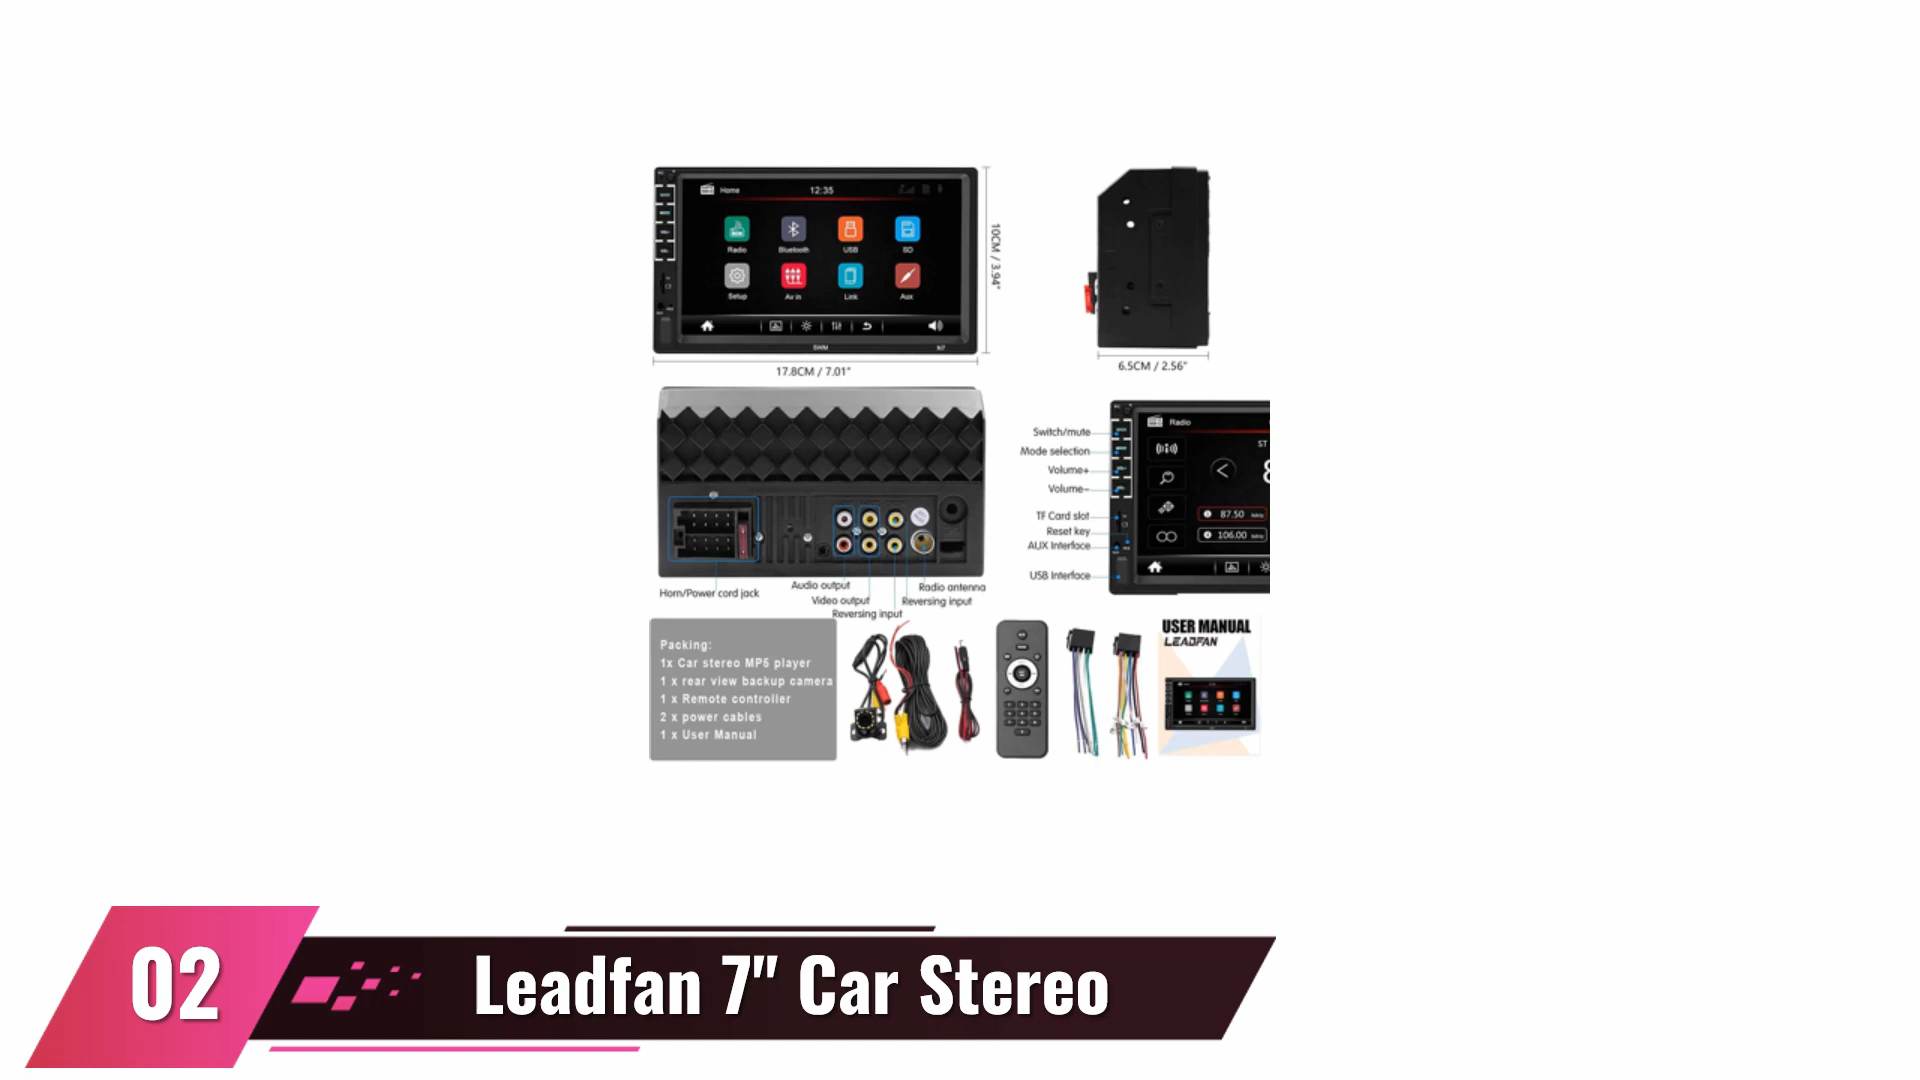 Home
12:35
Radio
Bluetooth
USB
SD
Setup
Av in
Link
Aux
SWM
N7
10CM / 3.94"
17.8CM / 7.01"
6.5CM / 2.56"
Horn/Power cord jack
Audio output
Video output
Reversing input
Radio antenna
Reversing input
Switch/mute
Mode selection
Volume+
Volume-
TF Card slot
Reset key
AUX Interface
USB Interface
Radio
ST
87.50
106.00
Packing:
1x Car stereo MP5 player
1 x rear view backup camera
1 x Remote controller
2 x power cables
1 x User Manual
USER MANUAL
LEADFAN
02
Leadfan 7" Car Stereo